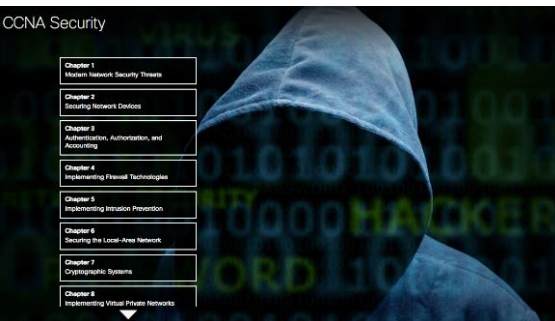 CCNA Security
Chapter 1
Modern Network Security Threats
Chapter 2
Securing Network Devices
Chapter 3
Authentication, Authorization, and
Accounting
Chapter 4
Implementing Firewall Technologies
Chapter 5
Implementing Intrusion Prevention
Chapter 6
Securing the Local-Area Network
Chapter 7
Cryptographic Systems
Chapter 8
Implementing Virtual Private Networks
VIRUS
HACKER
WORD